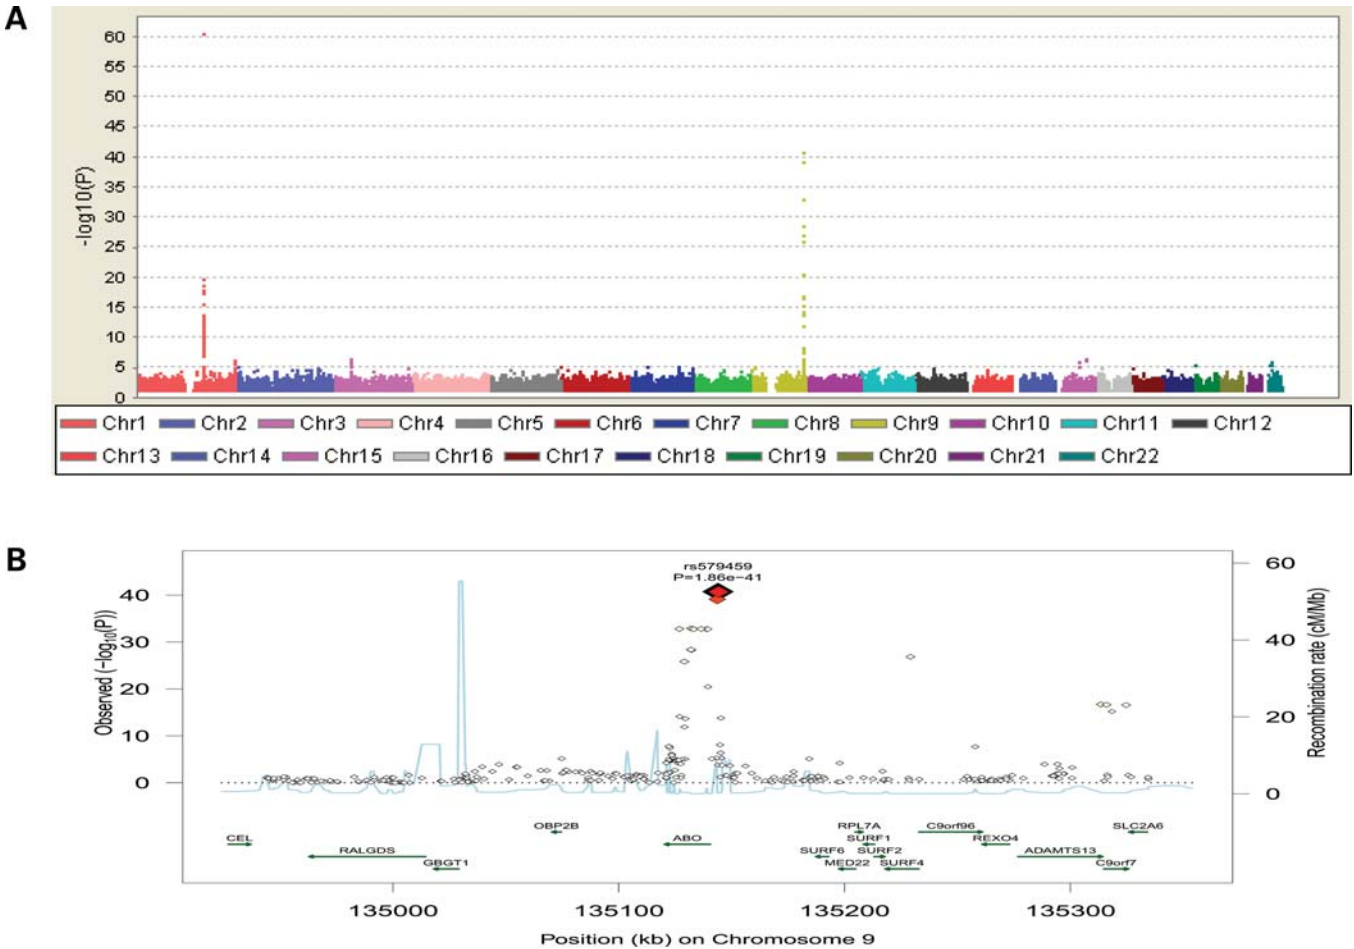 A
60
55
50
45
40
35
30
25
20
15
10
5
0
-log10(P)
Chr1 Chr2 Chr3 Chr4 Chr5 Chr6 Chr7 Chr8 Chr9 Chr10 Chr11 Chr12
Chr13 Chr14 Chr15 Chr16 Chr17 Chr18 Chr19 Chr20 Chr21 Chr22
B
rs579459
P=1.86e−41
40
30
20
10
0
Observed (−log10(P))
60
40
20
0
Recombination rate (cM/Mb)
OBP2B RPL7A C9orf96 SLC2A6
CEL ABO SURF1 REXO4
RALGDS SURF6 SURF2 ADAMTS13
GBGT1 MED22 SURF4 C9orf7
135000 135100 135200 135300
Position (kb) on Chromosome 9